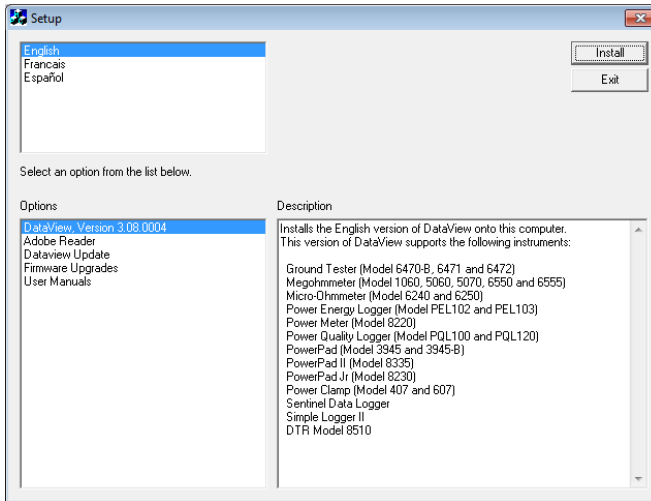 Setup
English
Francais
Español
Install
Exit
Select an option from the list below.
Options
DataView, Version 3.08.0004
Adobe Reader
Dataview Update
Firmware Upgrades
User Manuals
Description
Installs the English version of DataView onto this computer.
This version of DataView supports the following instruments:
Ground Tester (Model 6470-B, 6471 and 6472)
Megohmmeter (Model 1060, 5060, 5070, 6550 and 6555)
Micro-Ohmmeter (Model 6240 and 6250)
Power Energy Logger (Model PEL102 and PEL103)
Power Meter (Model 8220)
Power Quality Logger (Model PQL100 and PQL120)
PowerPad (Model 3945 and 3945-B)
PowerPad II (Model 8335)
PowerPad Jr (Model 8230)
Power Clamp (Model 407 and 607)
Sentinel Data Logger
Simple Logger II
DTR Model 8510